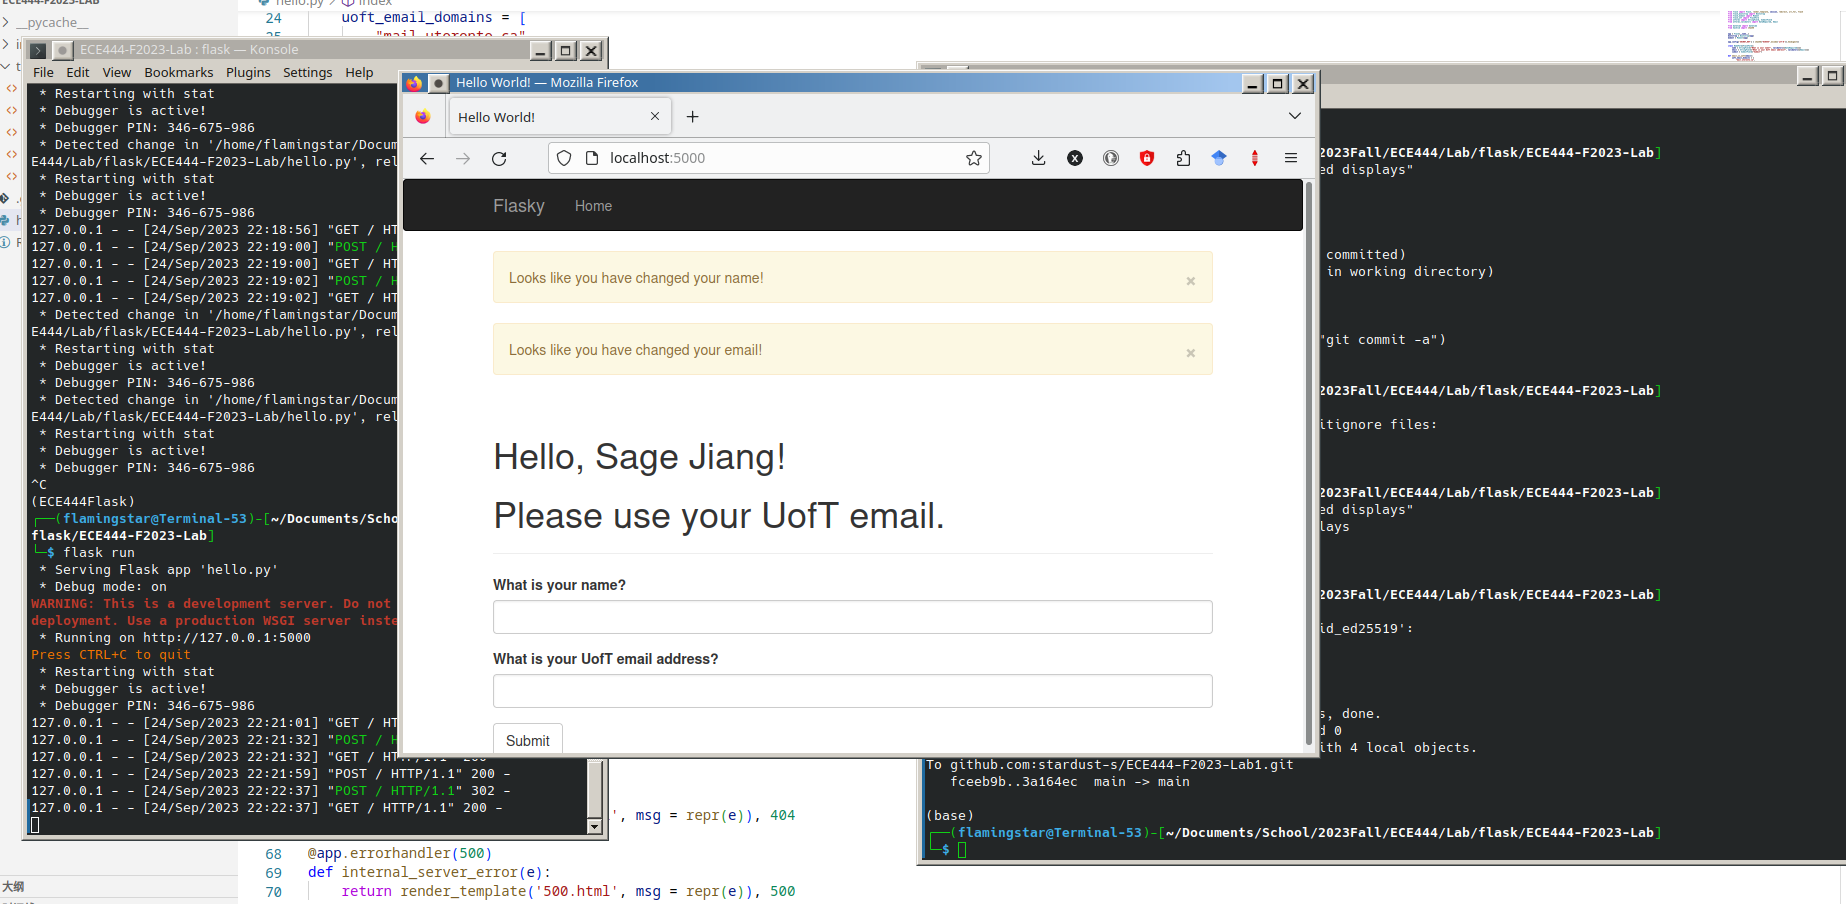 ECE444-F2023-LAB
__pycache__
hello.py > index
24 uoft_email_domains = [
ECE444-F2023-Lab : flask — Konsole
File Edit View Bookmarks Plugins Settings Help
* Restarting with stat
* Debugger is active!
* Debugger PIN: 346-675-986
* Detected change in '/home/flamingstar/Docum
E444/Lab/flask/ECE444-F2023-Lab/hello.py', rel
* Restarting with stat
* Debugger is active!
* Debugger PIN: 346-675-986
127.0.0.1 - - [24/Sep/2023 22:18:56] "GET / HT
127.0.0.1 - - [24/Sep/2023 22:19:00] "POST / H
127.0.0.1 - - [24/Sep/2023 22:19:00] "GET / HT
127.0.0.1 - - [24/Sep/2023 22:19:02] "POST / H
127.0.0.1 - - [24/Sep/2023 22:19:02] "GET / HT
* Detected change in '/home/flamingstar/Docum
E444/Lab/flask/ECE444-F2023-Lab/hello.py', rel
* Restarting with stat
* Debugger is active!
* Debugger PIN: 346-675-986
* Detected change in '/home/flamingstar/Docum
E444/Lab/flask/ECE444-F2023-Lab/hello.py', rel
* Restarting with stat
* Debugger is active!
* Debugger PIN: 346-675-986
^C
(ECE444Flask)
┌──(flamingstar@Terminal-53)-[~/Documents/Scho
flask/ECE444-F2023-Lab]
└─$ flask run
* Serving Flask app 'hello.py'
* Debug mode: on
WARNING: This is a development server. Do not
deployment. Use a production WSGI server inste
* Running on http://127.0.0.1:5000
Press CTRL+C to quit
* Restarting with stat
* Debugger is active!
* Debugger PIN: 346-675-986
127.0.0.1 - - [24/Sep/2023 22:21:01] "GET / HT
127.0.0.1 - - [24/Sep/2023 22:21:32] "POST / H
127.0.0.1 - - [24/Sep/2023 22:21:32] "GET / HTTP/1.1" 200 -
127.0.0.1 - - [24/Sep/2023 22:21:59] "POST / HTTP/1.1" 200 -
127.0.0.1 - - [24/Sep/2023 22:22:37] "POST / HTTP/1.1" 302 -
127.0.0.1 - - [24/Sep/2023 22:22:37] "GET / HTTP/1.1" 200 -
Hello World! — Mozilla Firefox
Hello World!
localhost:5000
Flasky Home
Looks like you have changed your name! ×
Looks like you have changed your email! ×
Hello, Sage Jiang!
Please use your UofT email.
What is your name?
What is your UofT email address?
Submit
2023Fall/ECE444/Lab/flask/ECE444-F2023-Lab]
ed displays"
committed)
in working directory)
"git commit -a")
2023Fall/ECE444/Lab/flask/ECE444-F2023-Lab]
itignore files:
2023Fall/ECE444/Lab/flask/ECE444-F2023-Lab]
ed displays"
lays
2023Fall/ECE444/Lab/flask/ECE444-F2023-Lab]
id_ed25519':
s, done.
d 0
ith 4 local objects.
To github.com:stardust-s/ECE444-F2023-Lab1.git
fceeb9b..3a164ec main -> main
(base)
┌──(flamingstar@Terminal-53)-[~/Documents/School/2023Fall/ECE444/Lab/flask/ECE444-F2023-Lab]
└─$
', msg = repr(e)), 404
68 @app.errorhandler(500)
69 def internal_server_error(e):
70 return render_template('500.html', msg = repr(e)), 500
大纲